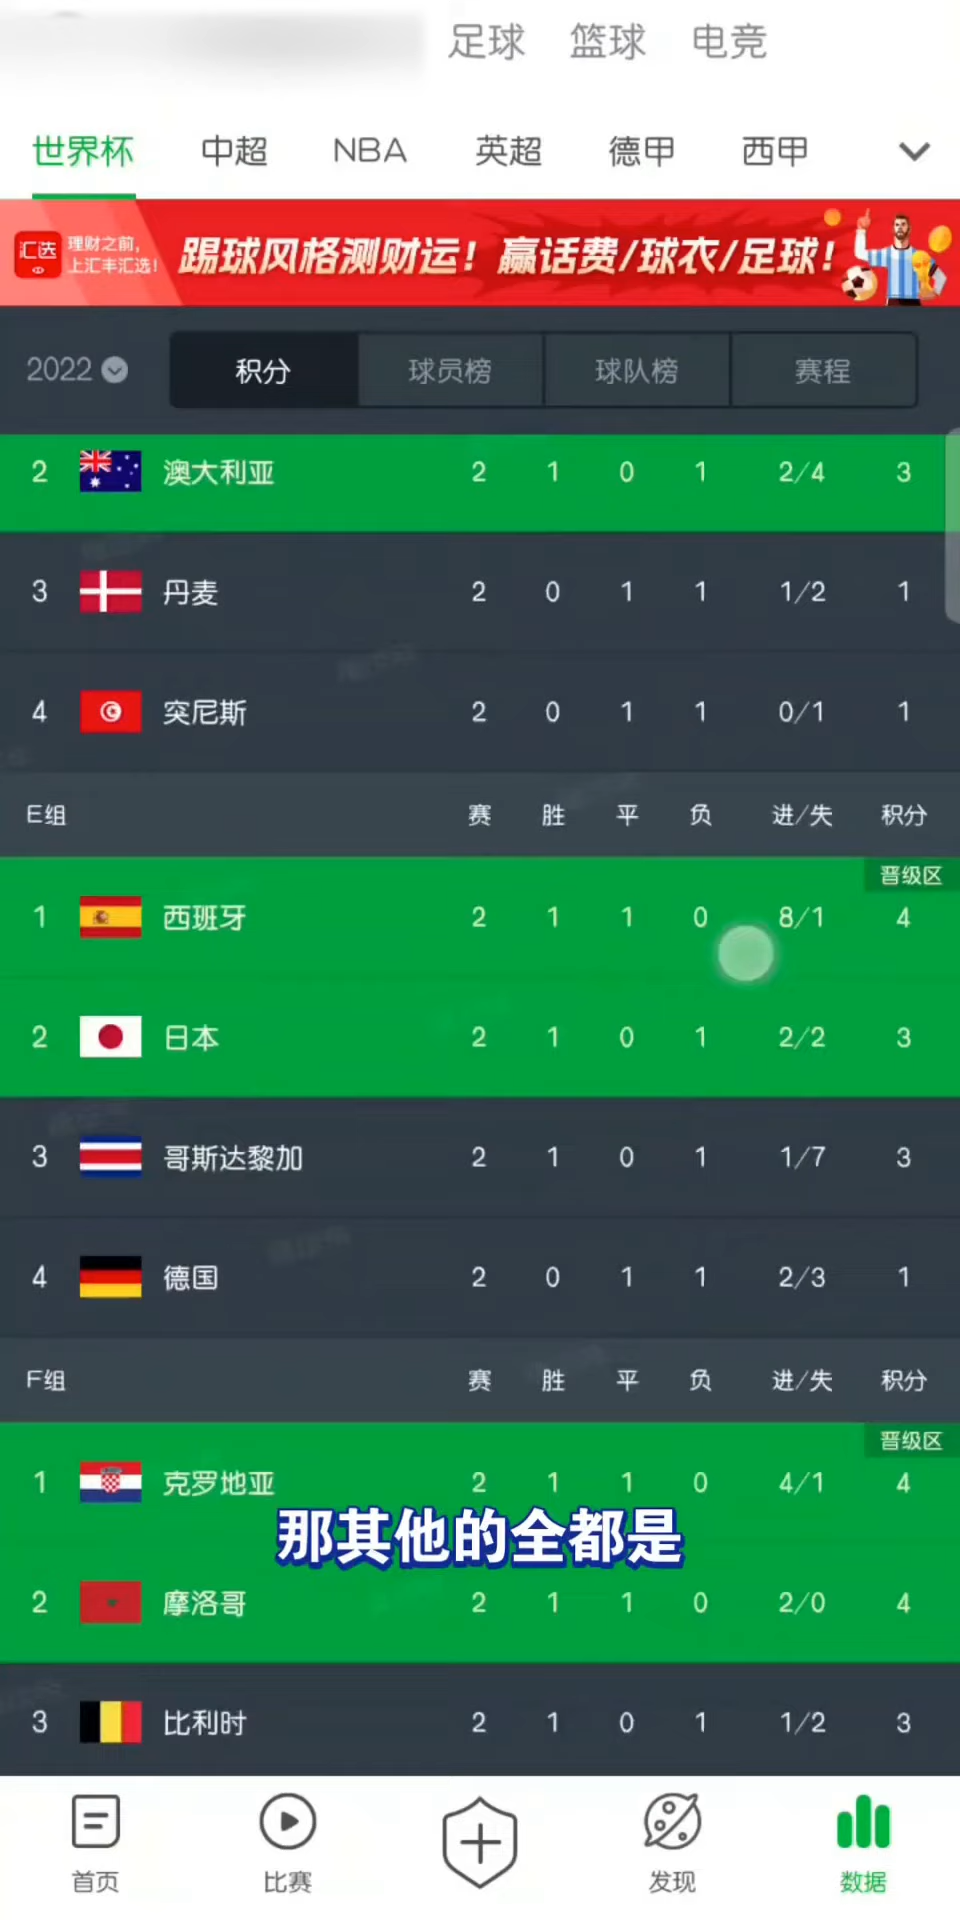 足球 篮球 电竞
世界杯 中超 NBA 英超 德甲 西甲
汇选 理财之前，
上汇丰汇选！
踢球风格测财运！赢话费/球衣/足球！
2022 积分 球员榜 球队榜 赛程
2 澳大利亚 2 1 0 1 2/4 3
3 丹麦 2 0 1 1 1/2 1
4 突尼斯 2 0 1 1 0/1 1
E组 赛 胜 平 负 进/失 积分
晋级区
1 西班牙 2 1 1 0 8/1 4
2 日本 2 1 0 1 2/2 3
3 哥斯达黎加 2 1 0 1 1/7 3
4 德国 2 0 1 1 2/3 1
F组 赛 胜 平 负 进/失 积分
晋级区
1 克罗地亚 2 1 1 0 4/1 4
那其他的全都是
2 摩洛哥 2 1 1 0 2/0 4
3 比利时 2 1 0 1 1/2 3
首页 比赛 发现 数据